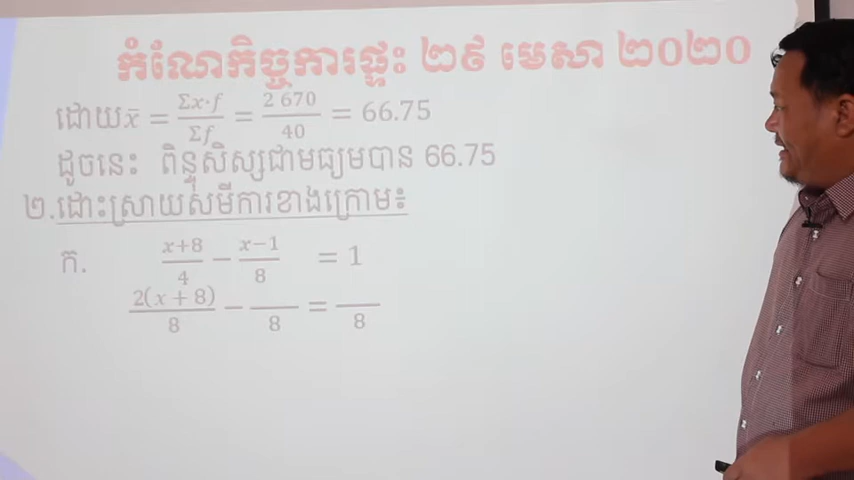 កំណែកិច្ចការផ្ទះ ២៩ មេសា ២០២០
ដោយ x̄ = Σx·f/Σf = 2 670/40 = 66.75
ដូចនេះ ពិន្ទុសិស្សជាមធ្យមបាន 66.75
២.ដោះស្រាយសមីការខាងក្រោម៖
ក. (x+8)/4 − (x−1)/8 = 1
2(x + 8)/8 − /8 = /8